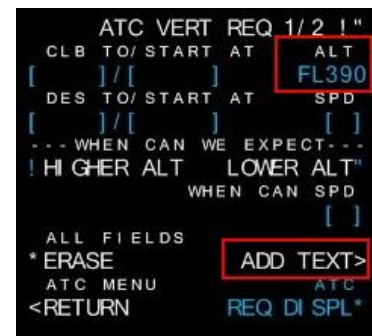 ATC VERT REQ 1/2 !"
CLB TO/START AT ALT
[ ]/[ ] FL390
DES TO/START AT SPD
[ ]/[ ] [ ]
--- WHEN CAN WE EXPECT---
!HIGHER ALT LOWER ALT"
WHEN CAN SPD
[ ]
ALL FIELDS
*ERASE ADD TEXT>
ATC MENU ATC
<RETURN REQ DISPL*